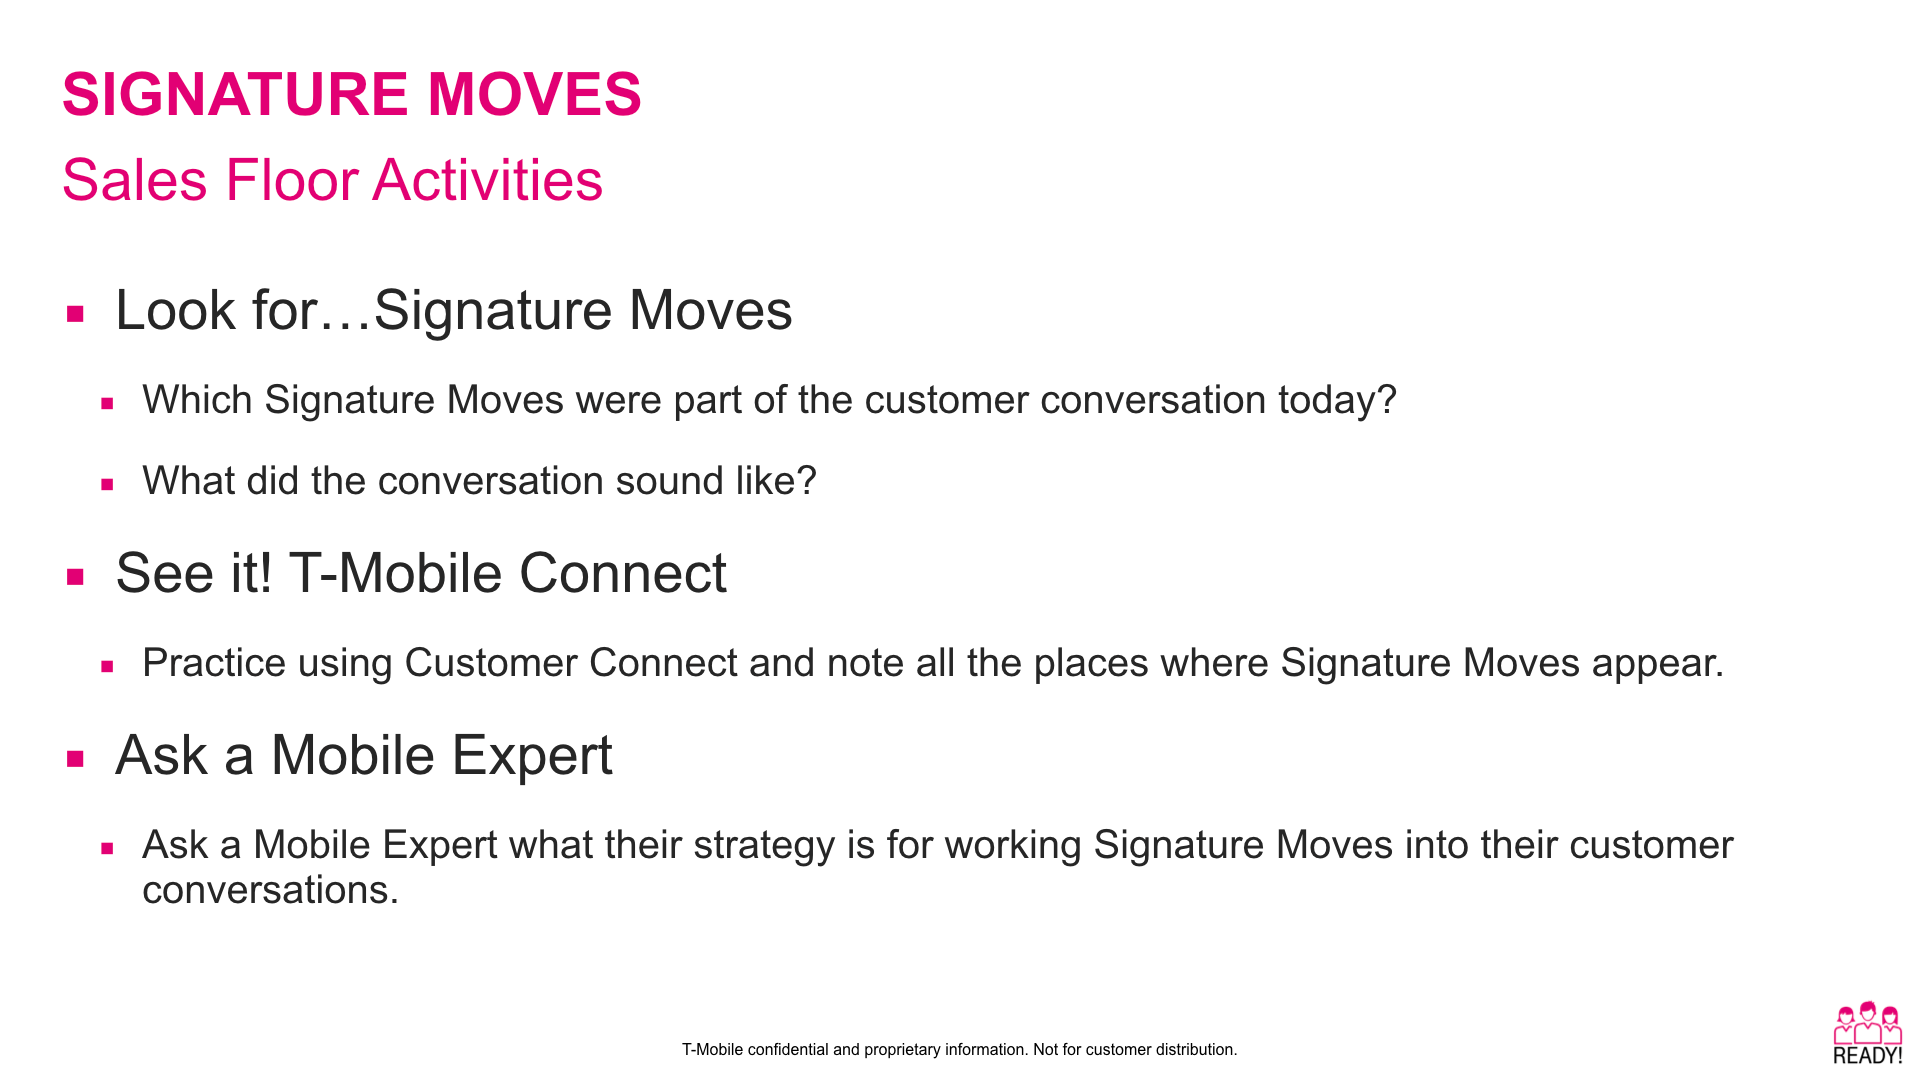 SIGNATURE MOVES
Sales Floor Activities
Look for…Signature Moves
Which Signature Moves were part of the customer conversation today?
What did the conversation sound like?
See it! T-Mobile Connect
Practice using Customer Connect and note all the places where Signature Moves appear.
Ask a Mobile Expert
Ask a Mobile Expert what their strategy is for working Signature Moves into their customer
conversations.
T-Mobile confidential and proprietary information. Not for customer distribution.
READY!